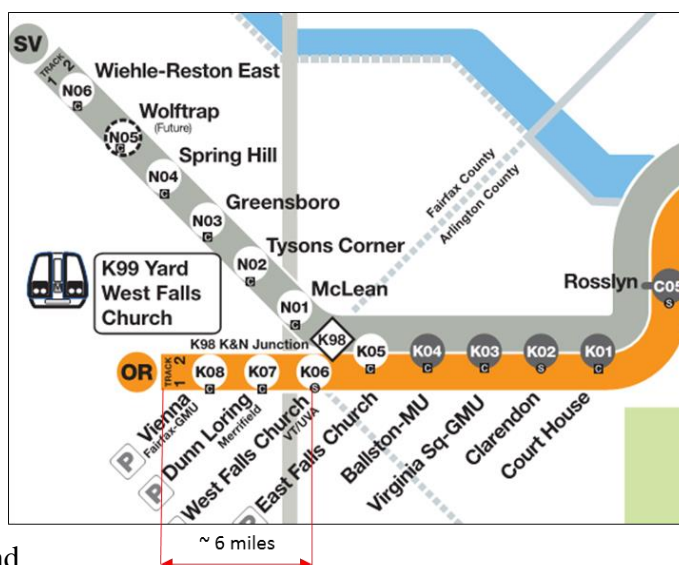 SV
TRACK
1 2
N06
Wiehle-Reston East
C
N05
Wolftrap
(Future)
C
N04
Spring Hill
C
N03
Greensboro
C
N02
Tysons Corner
C
N01
McLean
C
Fairfax County
Arlington County
K99 Yard
West Falls
Church
Rosslyn
C05
S
K98
K98 K&N Junction
OR
TRACK
1 2
K08
C
K07
C
K06
S
K05
C
K04
C
K03
C
K02
S
K01
C
Vienna
Fairfax-GMU
P
Dunn Loring
Merrifield
P
West Falls Church
VT/UVA
East Falls Church
P
Ballston-MU
Virginia Sq-GMU
Clarendon
Court House
~ 6 miles